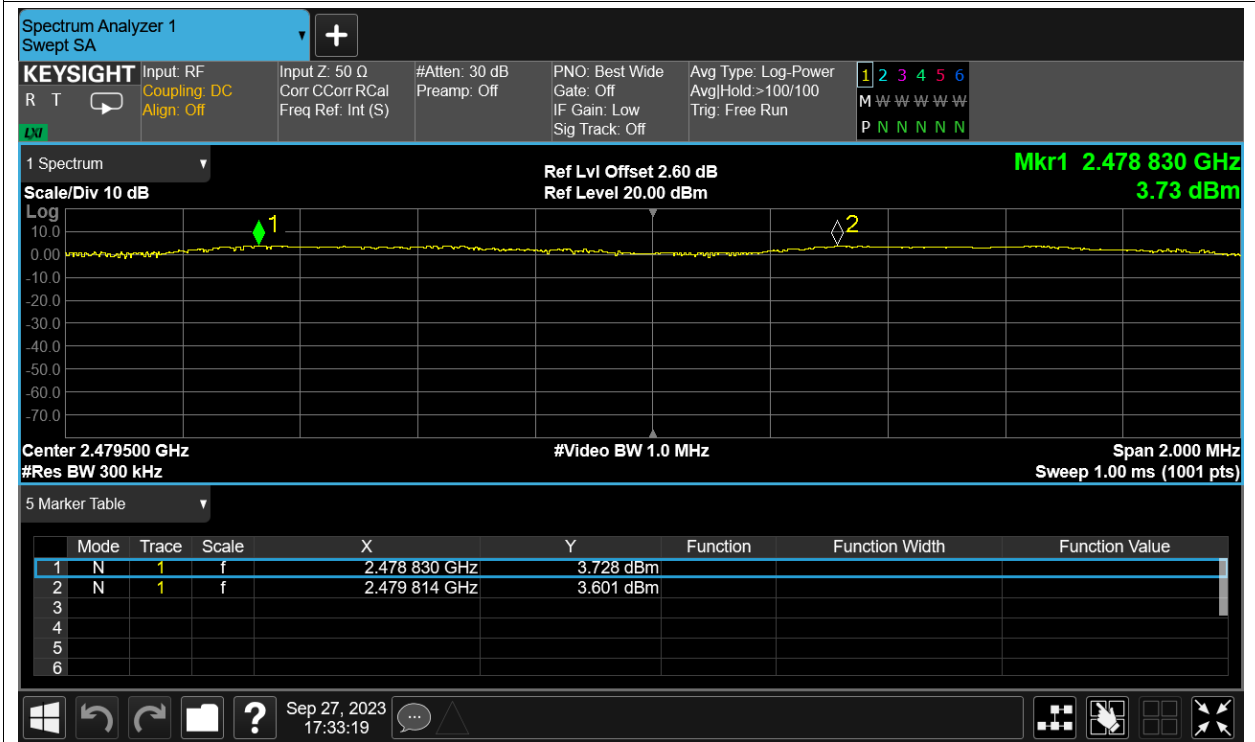 Spectrum Analyzer 1
Swept SA
+
KEYSIGHT
R T
LXI
Input: RF
Coupling: DC
Align: Off
Input Z: 50 Ω
Corr CCorr RCal
Freq Ref: Int (S)
#Atten: 30 dB
Preamp: Off
PNO: Best Wide
Gate: Off
IF Gain: Low
Sig Track: Off
Avg Type: Log-Power
Avg|Hold:>100/100
Trig: Free Run
1 2 3 4 5 6
M W W W W W
P N N N N N
1 Spectrum
Scale/Div 10 dB
Ref Lvl Offset 2.60 dB
Ref Level 20.00 dBm
Mkr1 2.478 830 GHz
3.73 dBm
Log
10.0
0.00
-10.0
-20.0
-30.0
-40.0
-50.0
-60.0
-70.0
1
2
Center 2.479500 GHz
#Res BW 300 kHz
#Video BW 1.0 MHz
Span 2.000 MHz
Sweep 1.00 ms (1001 pts)
5 Marker Table
Mode Trace Scale X Y Function Function Width Function Value
1 N 1 f 2.478 830 GHz 3.728 dBm
2 N 1 f 2.479 814 GHz 3.601 dBm
3
4
5
6
?
Sep 27, 2023
17:33:19